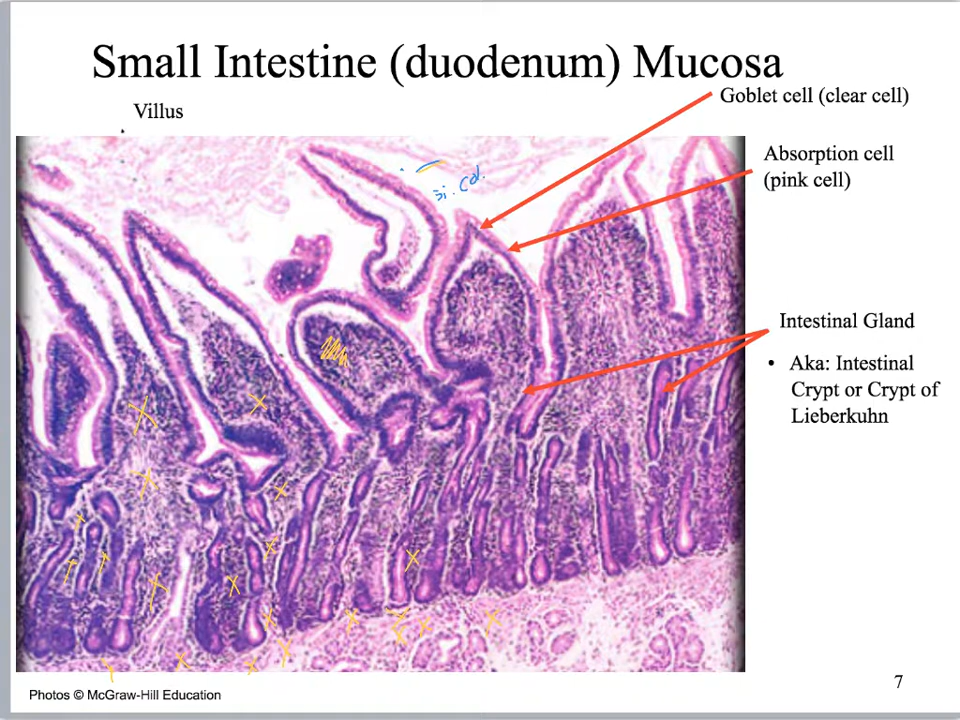 Small Intestine (duodenum) Mucosa
Goblet cell (clear cell)
Villus
Absorption cell
(pink cell)
Intestinal Gland
• Aka: Intestinal
Crypt or Crypt of
Lieberkuhn
7
Photos © McGraw-Hill Education